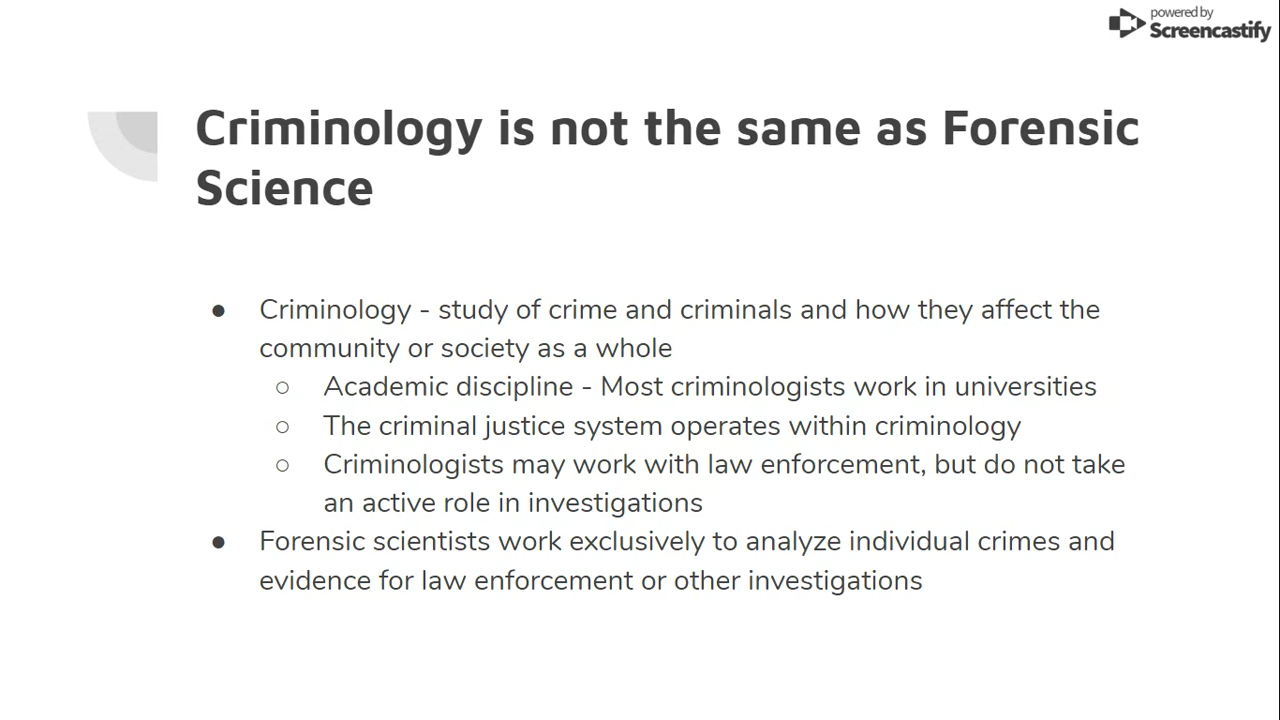 powered by
Screencastify
Criminology is not the same as Forensic
Science
● Criminology - study of crime and criminals and how they affect the
community or society as a whole
○ Academic discipline - Most criminologists work in universities
○ The criminal justice system operates within criminology
○ Criminologists may work with law enforcement, but do not take
an active role in investigations
● Forensic scientists work exclusively to analyze individual crimes and
evidence for law enforcement or other investigations